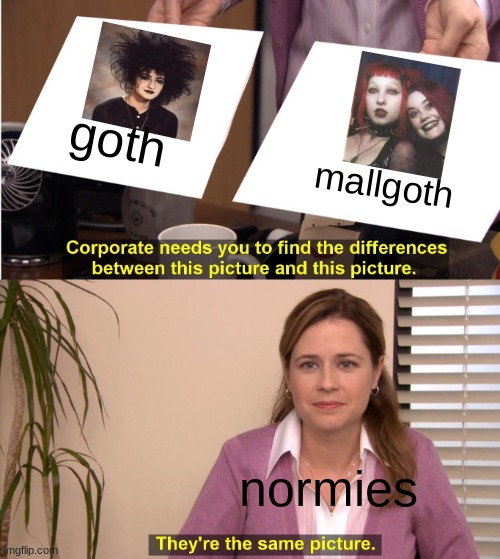 goth
mallgoth
Corporate needs you to find the differences
between this picture and this picture.
normies
They're the same picture.
imgflip.com